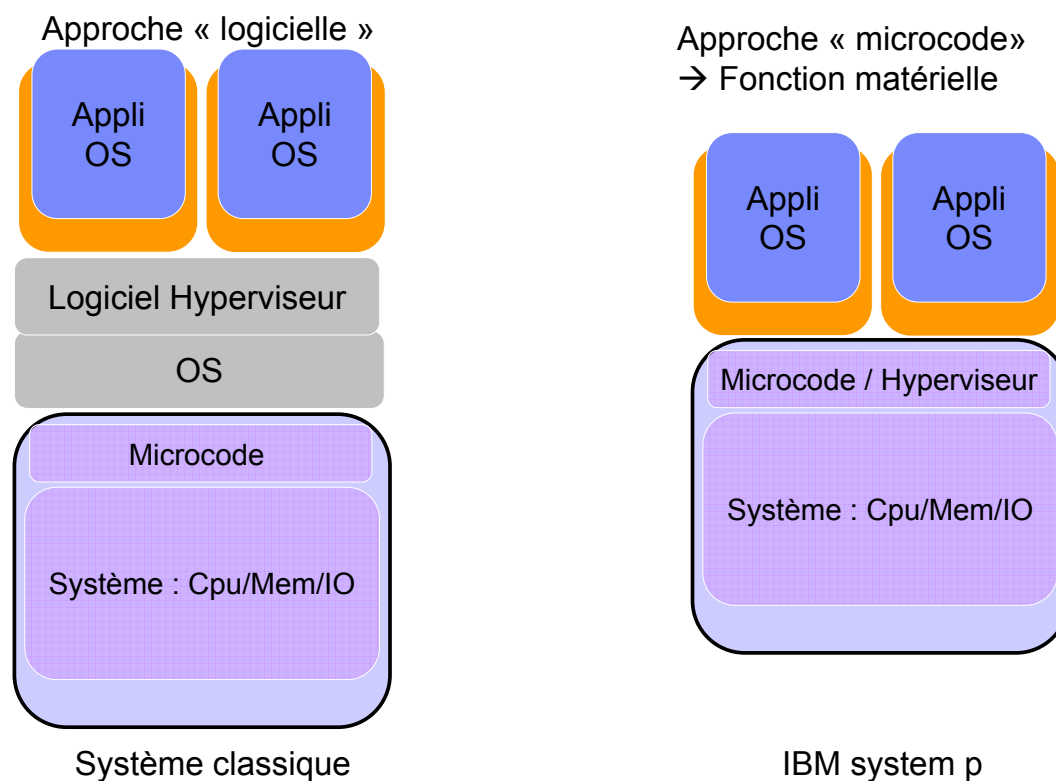 Approche « logicielle »
Appli
OS
Appli
OS
Logiciel Hyperviseur
OS
Microcode
Système : Cpu/Mem/IO
Système classique
Approche « microcode»
→ Fonction matérielle
Appli
OS
Appli
OS
Microcode / Hyperviseur
Système : Cpu/Mem/IO
IBM system p